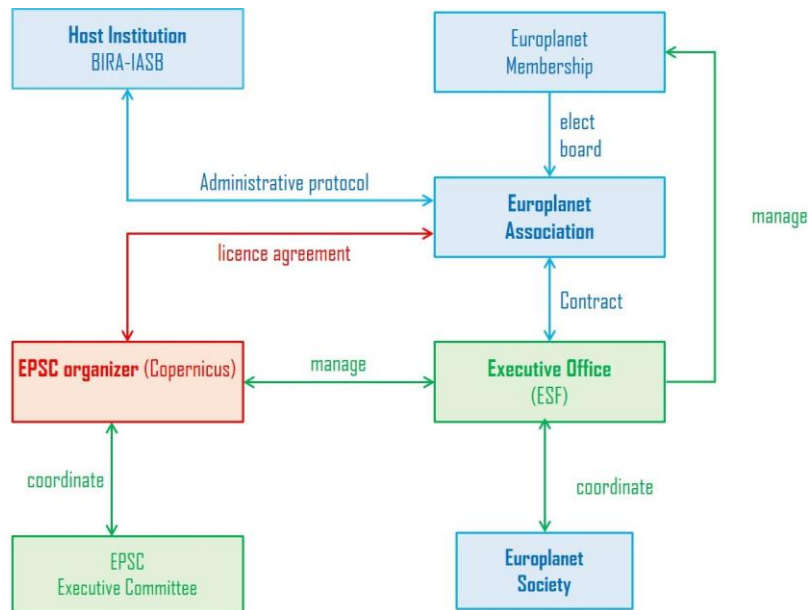 Host Institution
BIRA-IASB
Europlanet
Membership
elect
board
Administrative protocol
Europlanet
Association
manage
licence agreement
Contract
EPSC organizer (Copernicus)
manage
Executive Office
(ESF)
coordinate
coordinate
EPSC
Executive Committee
Europlanet
Society